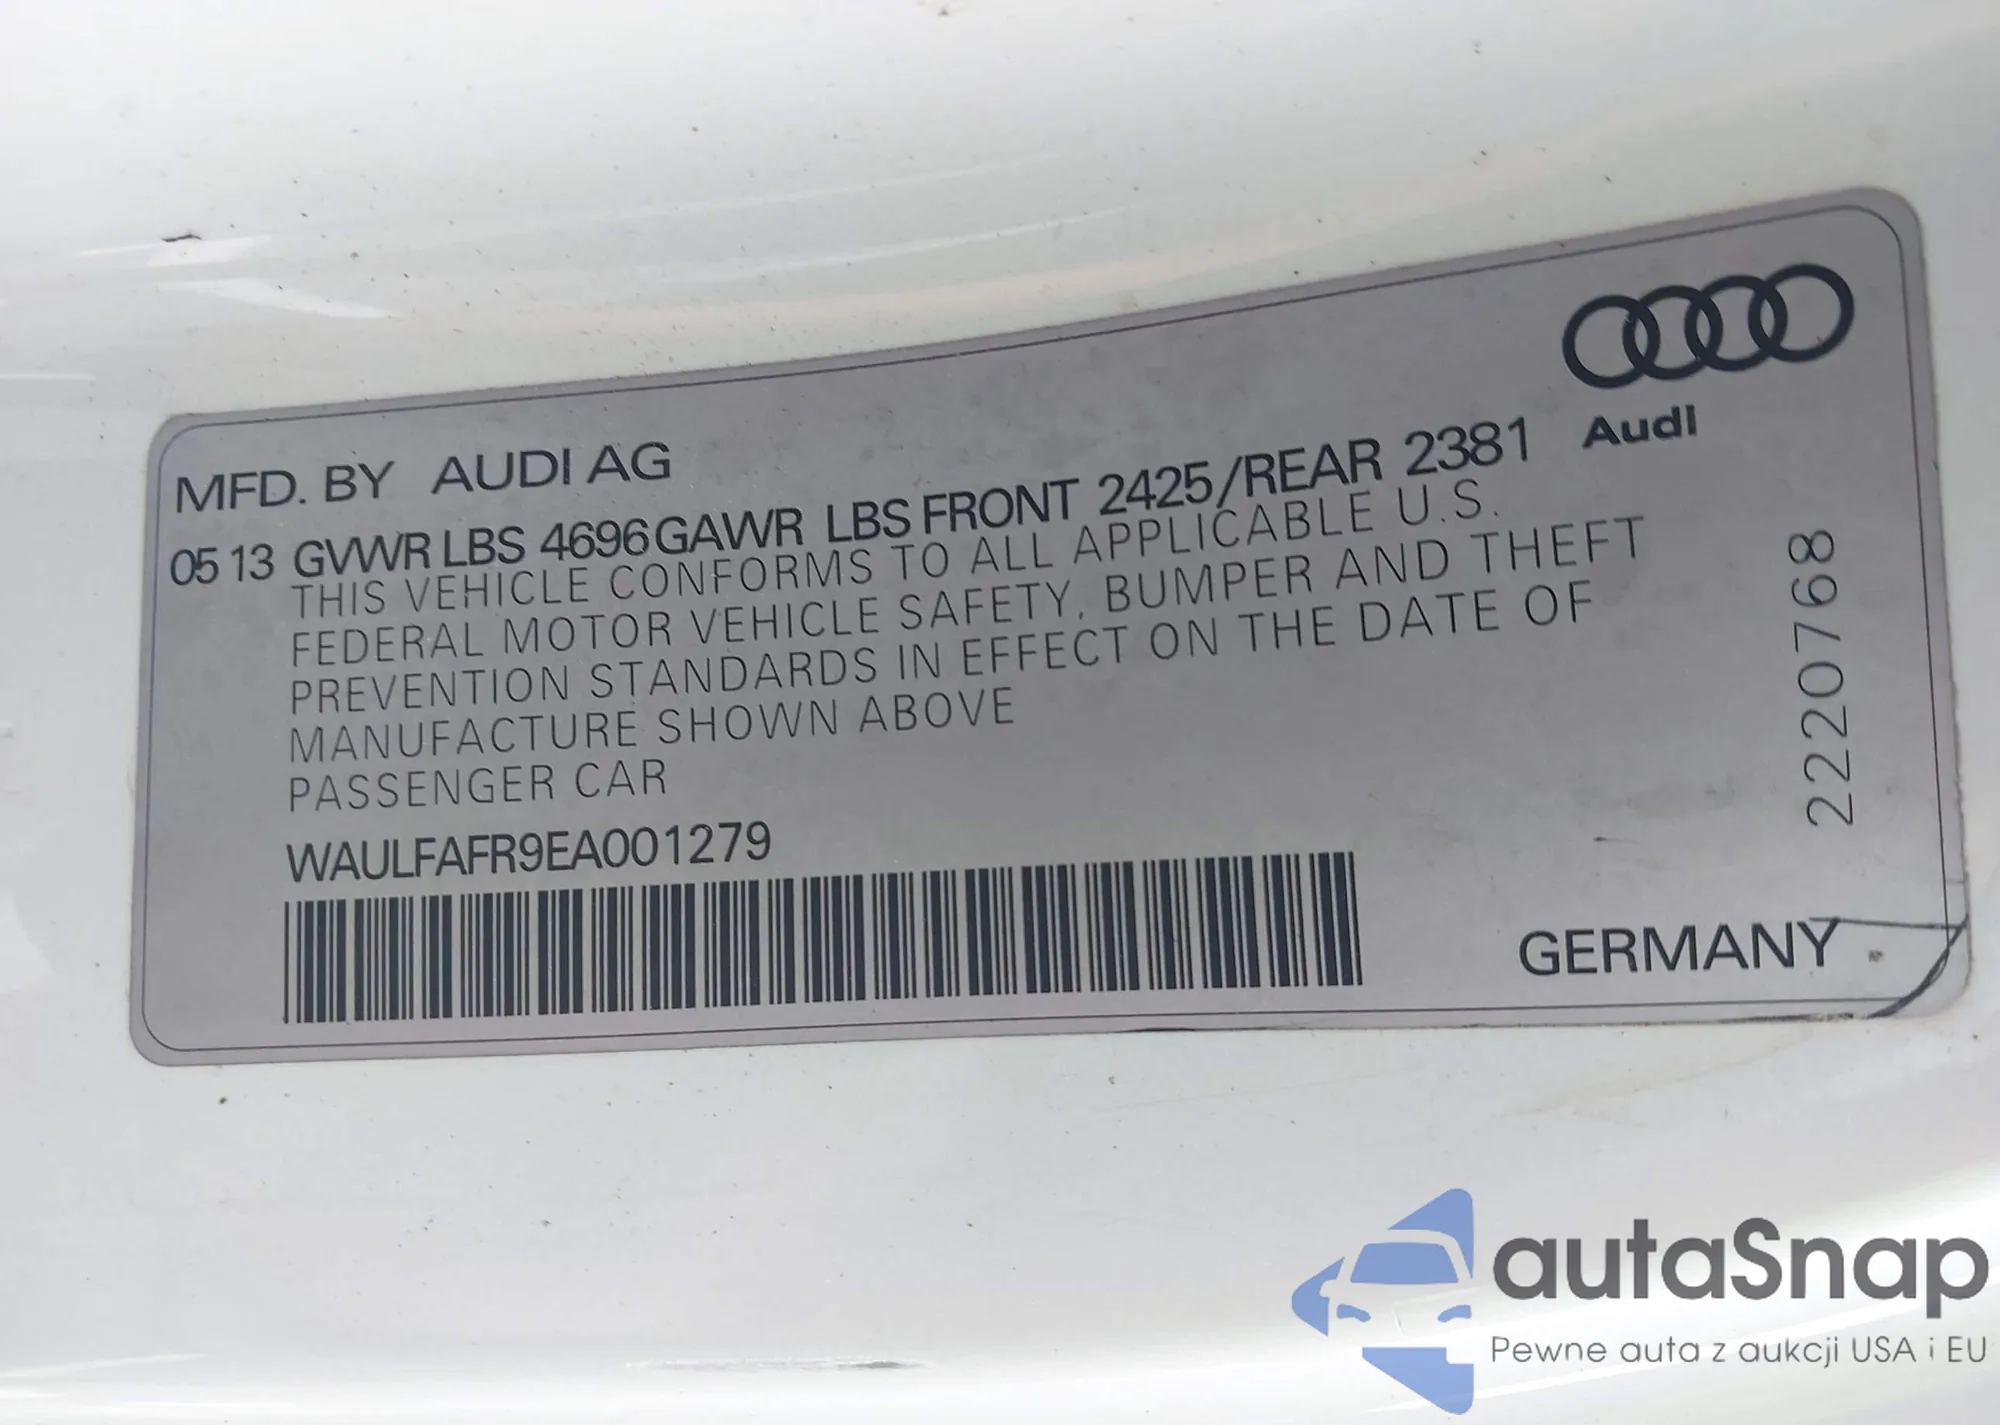 Audi
MFD. BY AUDI AG
05 13 GVWR LBS 4696 GAWR LBS FRONT 2425/REAR 2381
THIS VEHICLE CONFORMS TO ALL APPLICABLE U.S.
FEDERAL MOTOR VEHICLE SAFETY, BUMPER AND THEFT
PREVENTION STANDARDS IN EFFECT ON THE DATE OF
MANUFACTURE SHOWN ABOVE
PASSENGER CAR
WAULFAFR9EA001279
2220768
GERMANY
autaSnap
Pewne auta z aukcji USA i EU